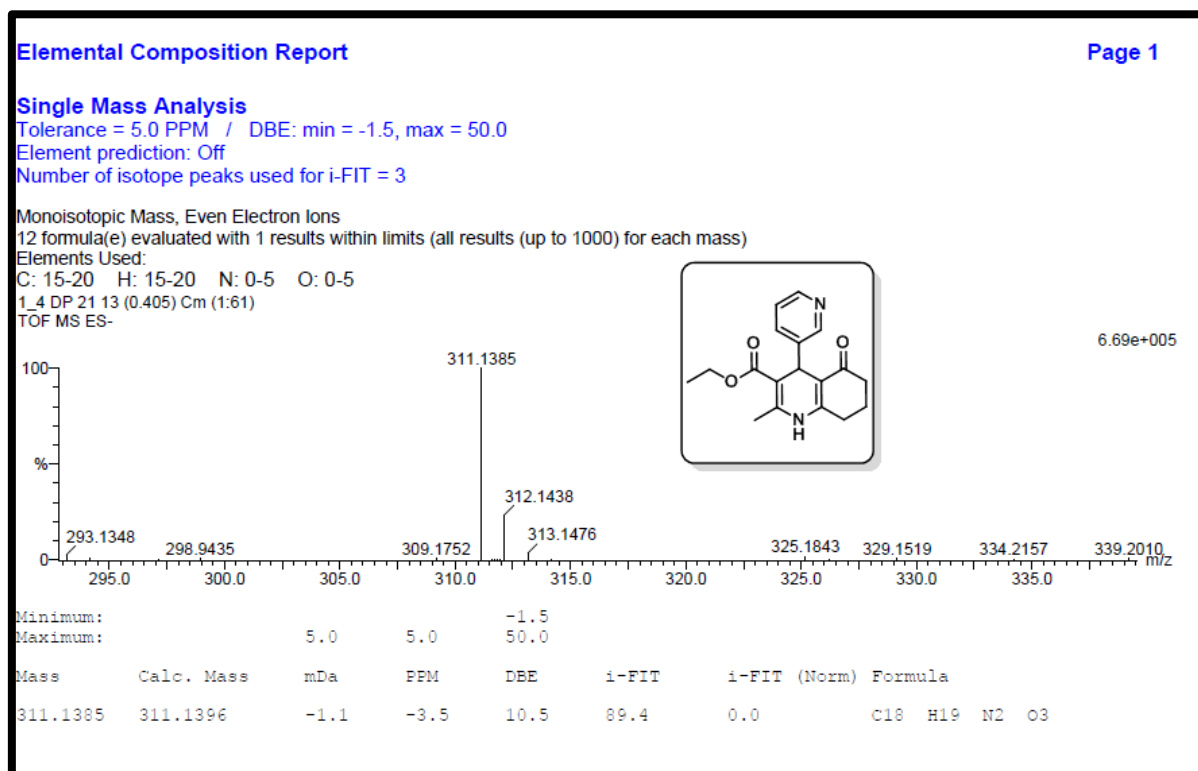 Elemental Composition Report Page 1
Single Mass Analysis
Tolerance = 5.0 PPM / DBE: min = -1.5, max = 50.0
Element prediction: Off
Number of isotope peaks used for i-FIT = 3
Monoisotopic Mass, Even Electron Ions
12 formula(e) evaluated with 1 results within limits (all results (up to 1000) for each mass)
Elements Used:
C: 15-20 H: 15-20 N: 0-5 O: 0-5
1_4 DP 21 13 (0.405) Cm (1:61)
TOF MS ES-
6.69e+005
N
O
O
O
N
H
100
%
0
311.1385
312.1438
313.1476
293.1348
298.9435
309.1752
325.1843
329.1519
334.2157
339.2010
m/z
295.0 300.0 305.0 310.0 315.0 320.0 325.0 330.0 335.0
Minimum: -1.5
Maximum: 5.0 5.0 50.0
Mass Calc. Mass mDa PPM DBE i-FIT i-FIT (Norm) Formula
311.1385 311.1396 -1.1 -3.5 10.5 89.4 0.0 C18 H19 N2 O3